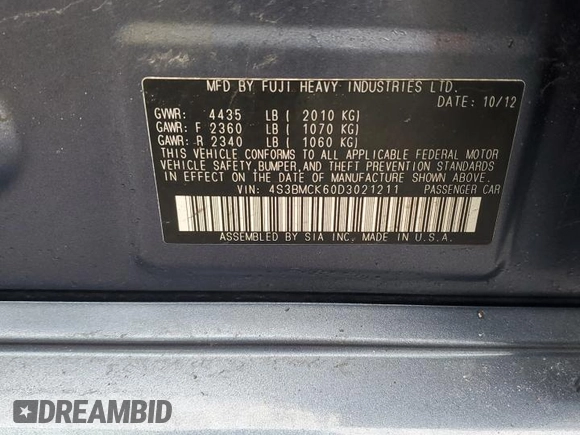 MFD BY FUJI HEAVY INDUSTRIES LTD.
DATE: 10/12
GVWR: 4435 LB ( 2010 KG)
GAWR: F 2360 LB ( 1070 KG)
GAWR: R 2340 LB ( 1060 KG)
THIS VEHICLE CONFORMS TO ALL APPLICABLE FEDERAL MOTOR
VEHICLE SAFETY, BUMPER, AND THEFT PREVENTION STANDARDS
IN EFFECT ON THE DATE OF MANUFACTURE SHOWN ABOVE.
VIN: 4S3BMCK60D3021211 PASSENGER CAR
ASSEMBLED BY SIA INC. MADE IN U.S.A.
DREAMBID